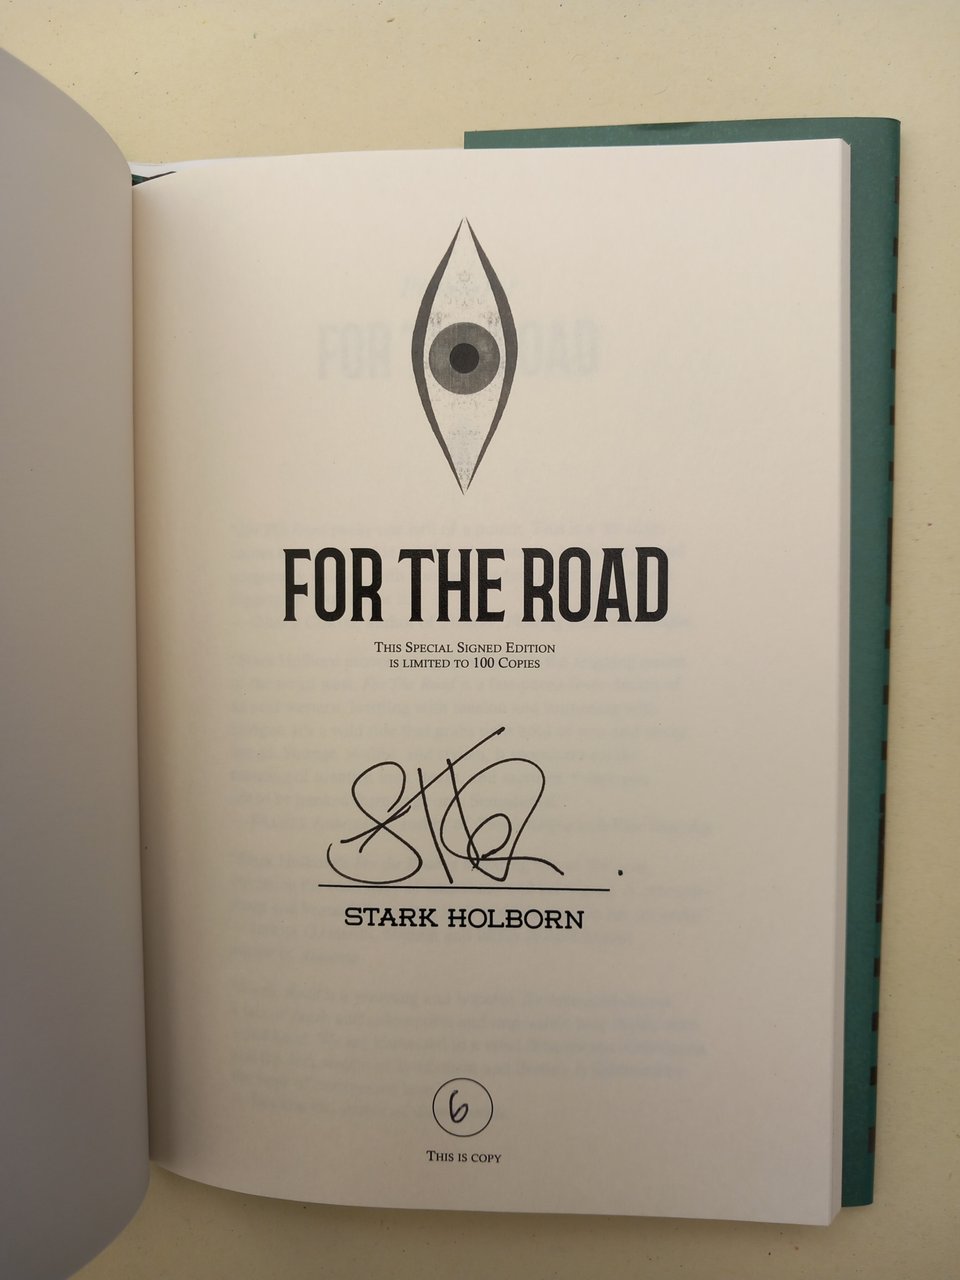 FOR THE ROAD
THIS SPECIAL SIGNED EDITION
IS LIMITED TO 100 COPIES
STARK HOLBORN
6
THIS IS COPY